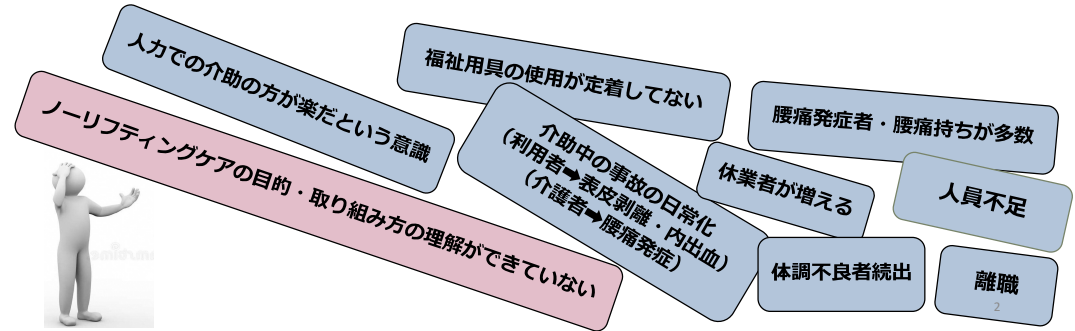 人力での介助の方が楽だという意識
福祉用具の使用が定着してない
腰痛発症者・腰痛持ちが多数
ノーリフティングケアの目的・取り組み方の理解ができていない
介助中の事故の日常化
(利用者➡表皮剥離・内出血)
(介護者➡腰痛発症)
休業者が増える
人員不足
体調不良者続出
離職
2